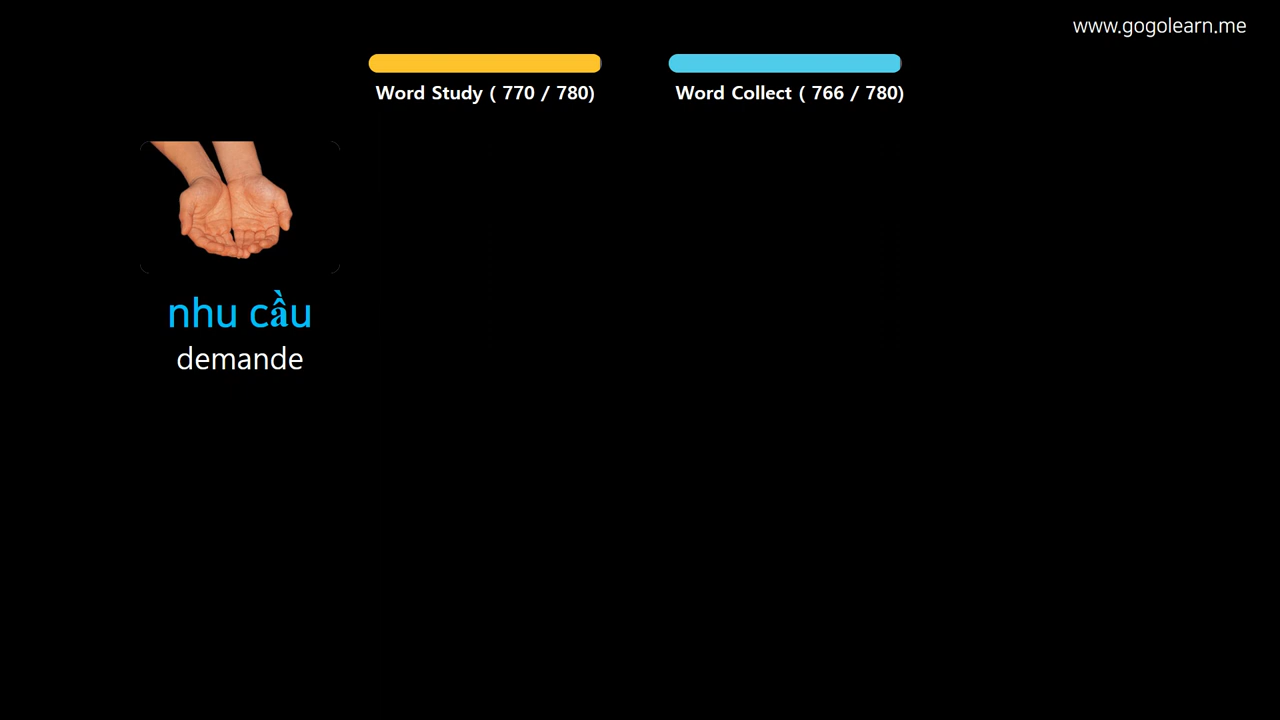 www.gogolearn.me
Word Study ( 770 / 780)
Word Collect ( 766 / 780)
nhu cầu
demande